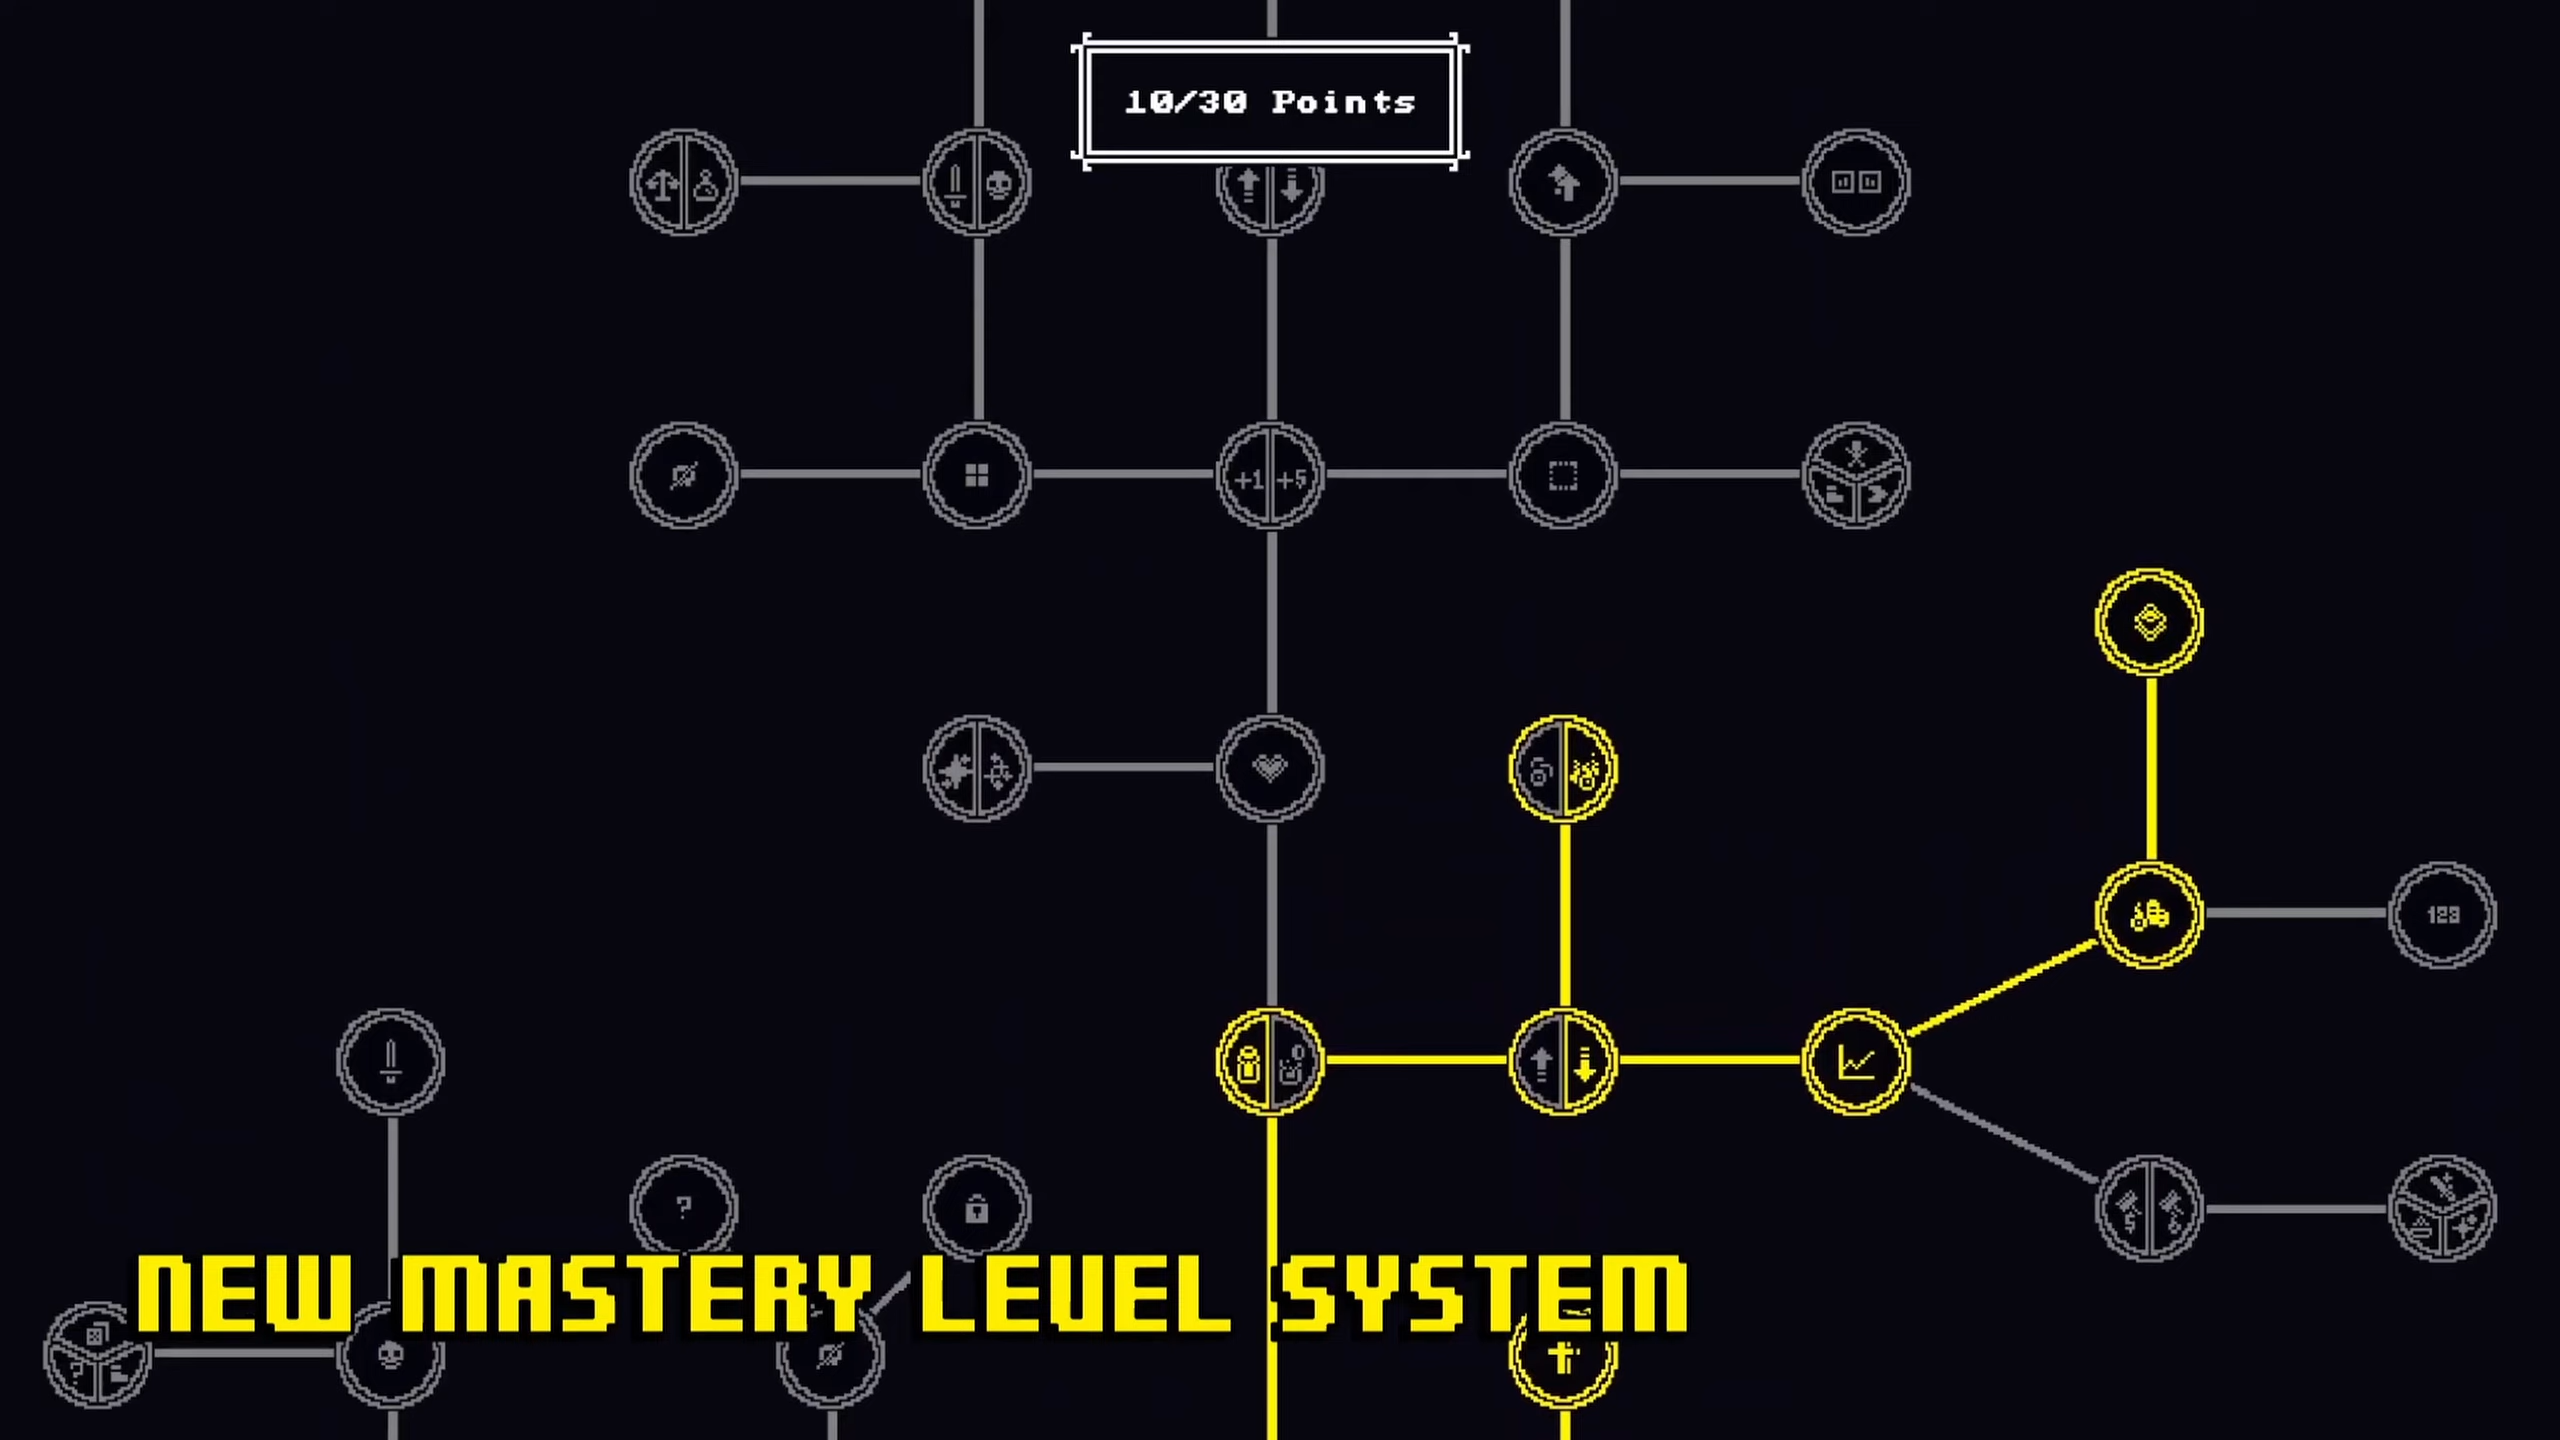 10/30 Points
+1 +5
123
$
?
NEW MASTERY LEVEL SYSTEM
?